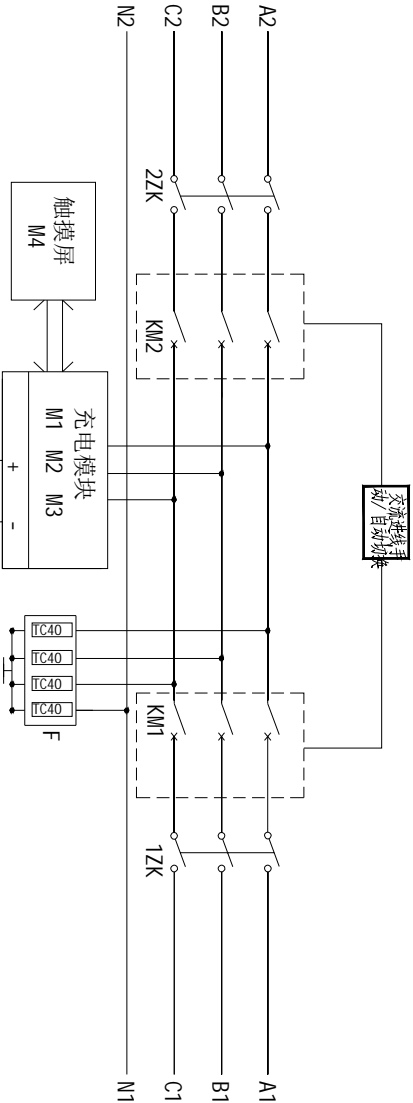 N2
C2
B2
A2
2ZK
KM2
触摸屏
M4
充电模块
M1 M2 M3
+ -
交流进线手
动/自动切换
TC40
TC40
TC40
TC40
F
KM1
1ZK
N1
C1
B1
A1